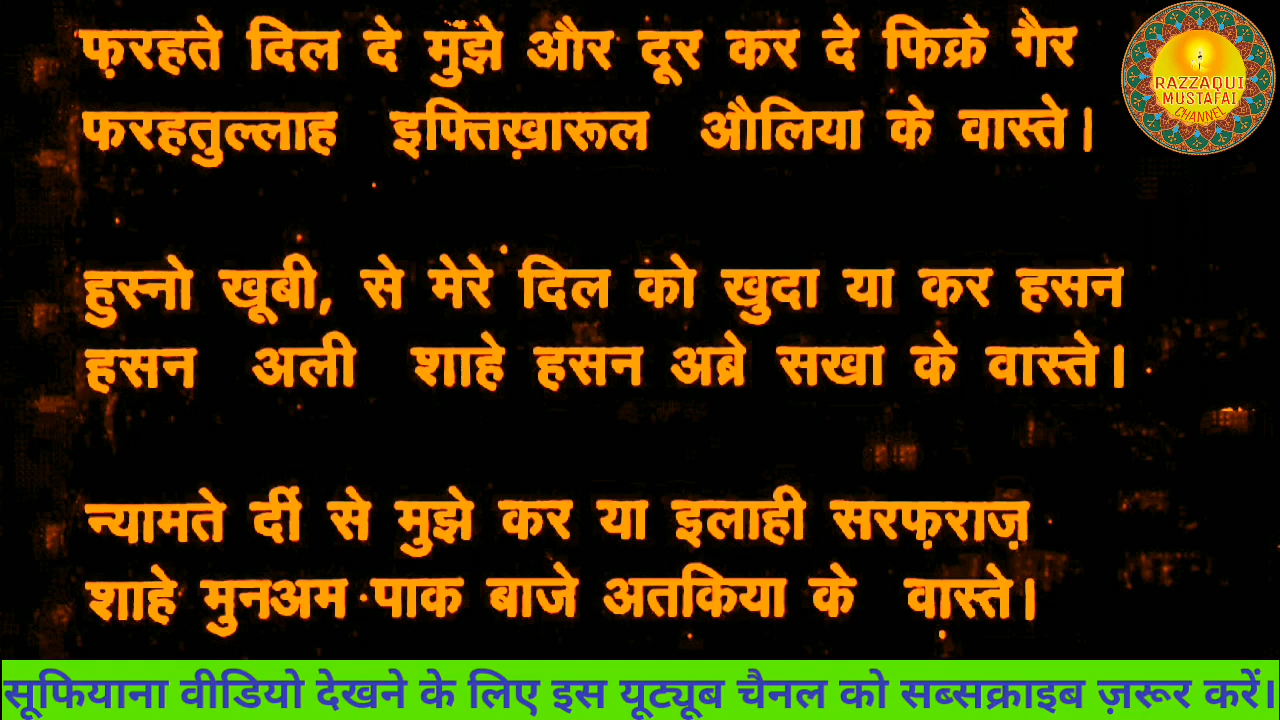 फ़रहते दिल दे मुझे और दूर कर दे फिक्रे गैर
फरहतुल्लाह इफ्तिख़ारूल औलिया के वास्ते।
हुस्नो खूबी, से मेरे दिल को खुदा या कर हसन
हसन अली शाहे हसन अब्रे सखा के वास्ते।
न्यामते दीं से मुझे कर या इलाही सरफ़राज़
शाहे मुनअम पाक बाजे अतकिया के वास्ते।
RAZZAQUI
MUSTAFAI
CHANNEL
सूफियाना वीडियो देखने के लिए इस यूट्यूब चैनल को सब्सक्राइब ज़रूर करें।